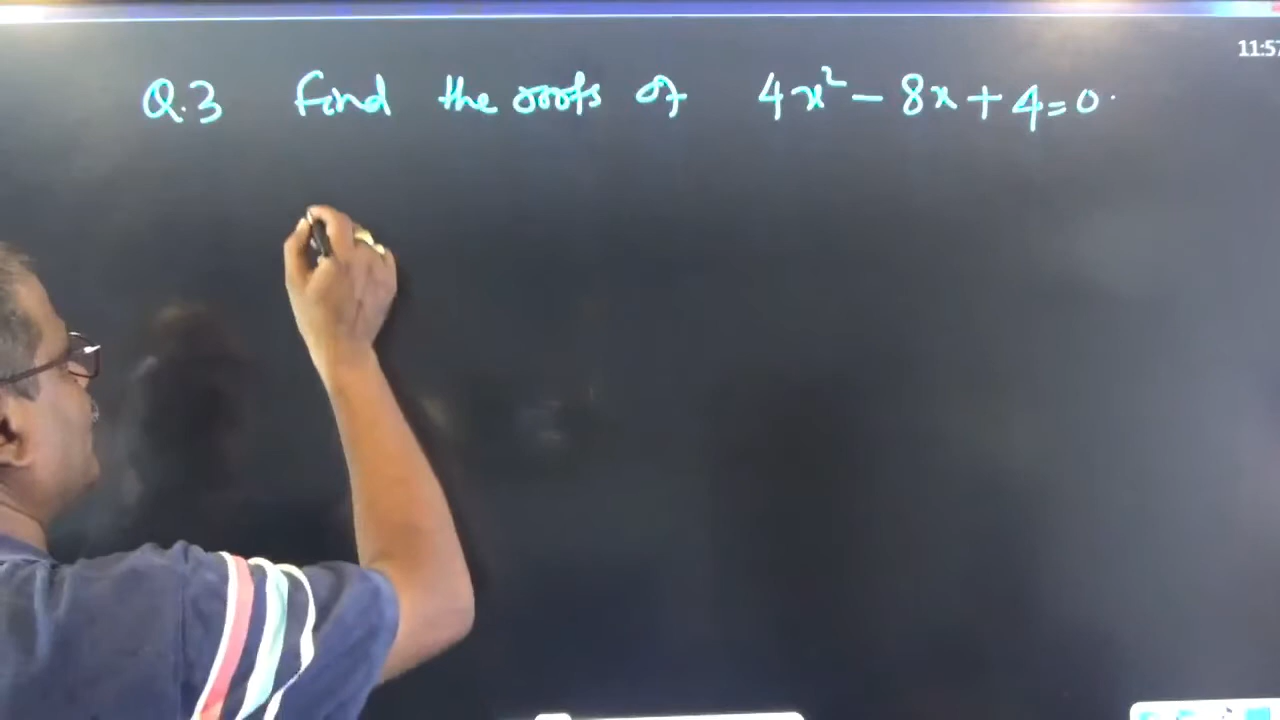 Q.3 Find the roots of 4x² - 8x + 4 = 0.
11:57